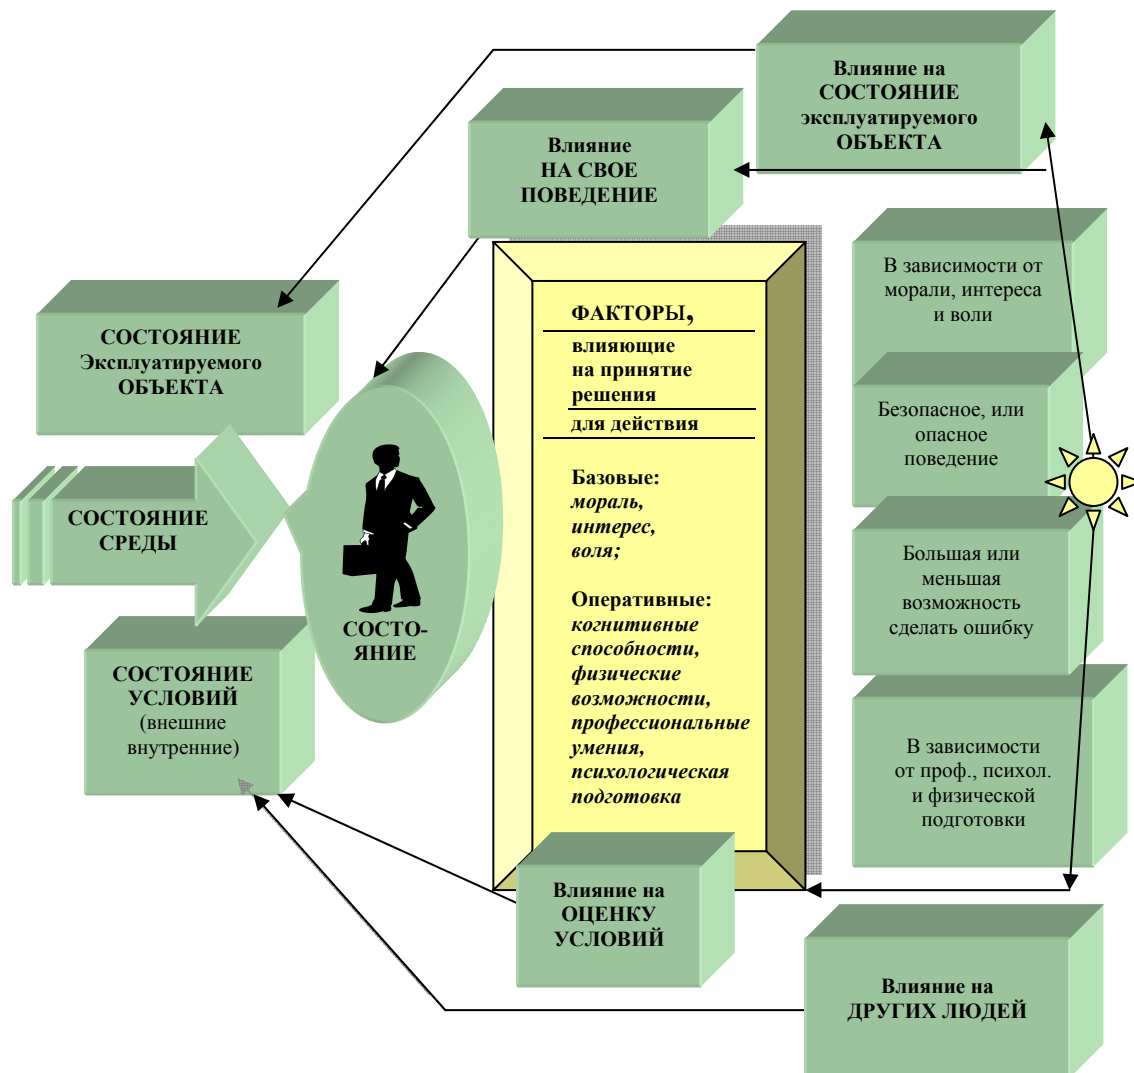 Влияние на
СОСТОЯНИЕ
эксплуатируемого
ОБЪЕКТА
Влияние
НА СВОЕ
ПОВЕДЕНИЕ
СОСТОЯНИЕ
Эксплуатируемого
ОБЪЕКТА
СОСТОЯНИЕ
СРЕДЫ
СОСТОЯНИЕ
УСЛОВИЙ
(внешние
внутренние)
СОСТО-
ЯНИЕ
ФАКТОРЫ,
влияющие
на принятие
решения
для действия
Базовые:
мораль,
интерес,
воля;
Оперативные:
когнитивные
способности,
физические
возможности,
профессиональные
умения,
психологическая
подготовка
В зависимости от
морали, интереса
и воли
Безопасное, или
опасное
поведение
Большая или
меньшая
возможность
сделать ошибку
В зависимости
от проф., психол.
и физической
подготовки
Влияние на
ОЦЕНКУ
УСЛОВИЙ
Влияние на
ДРУГИХ ЛЮДЕЙ